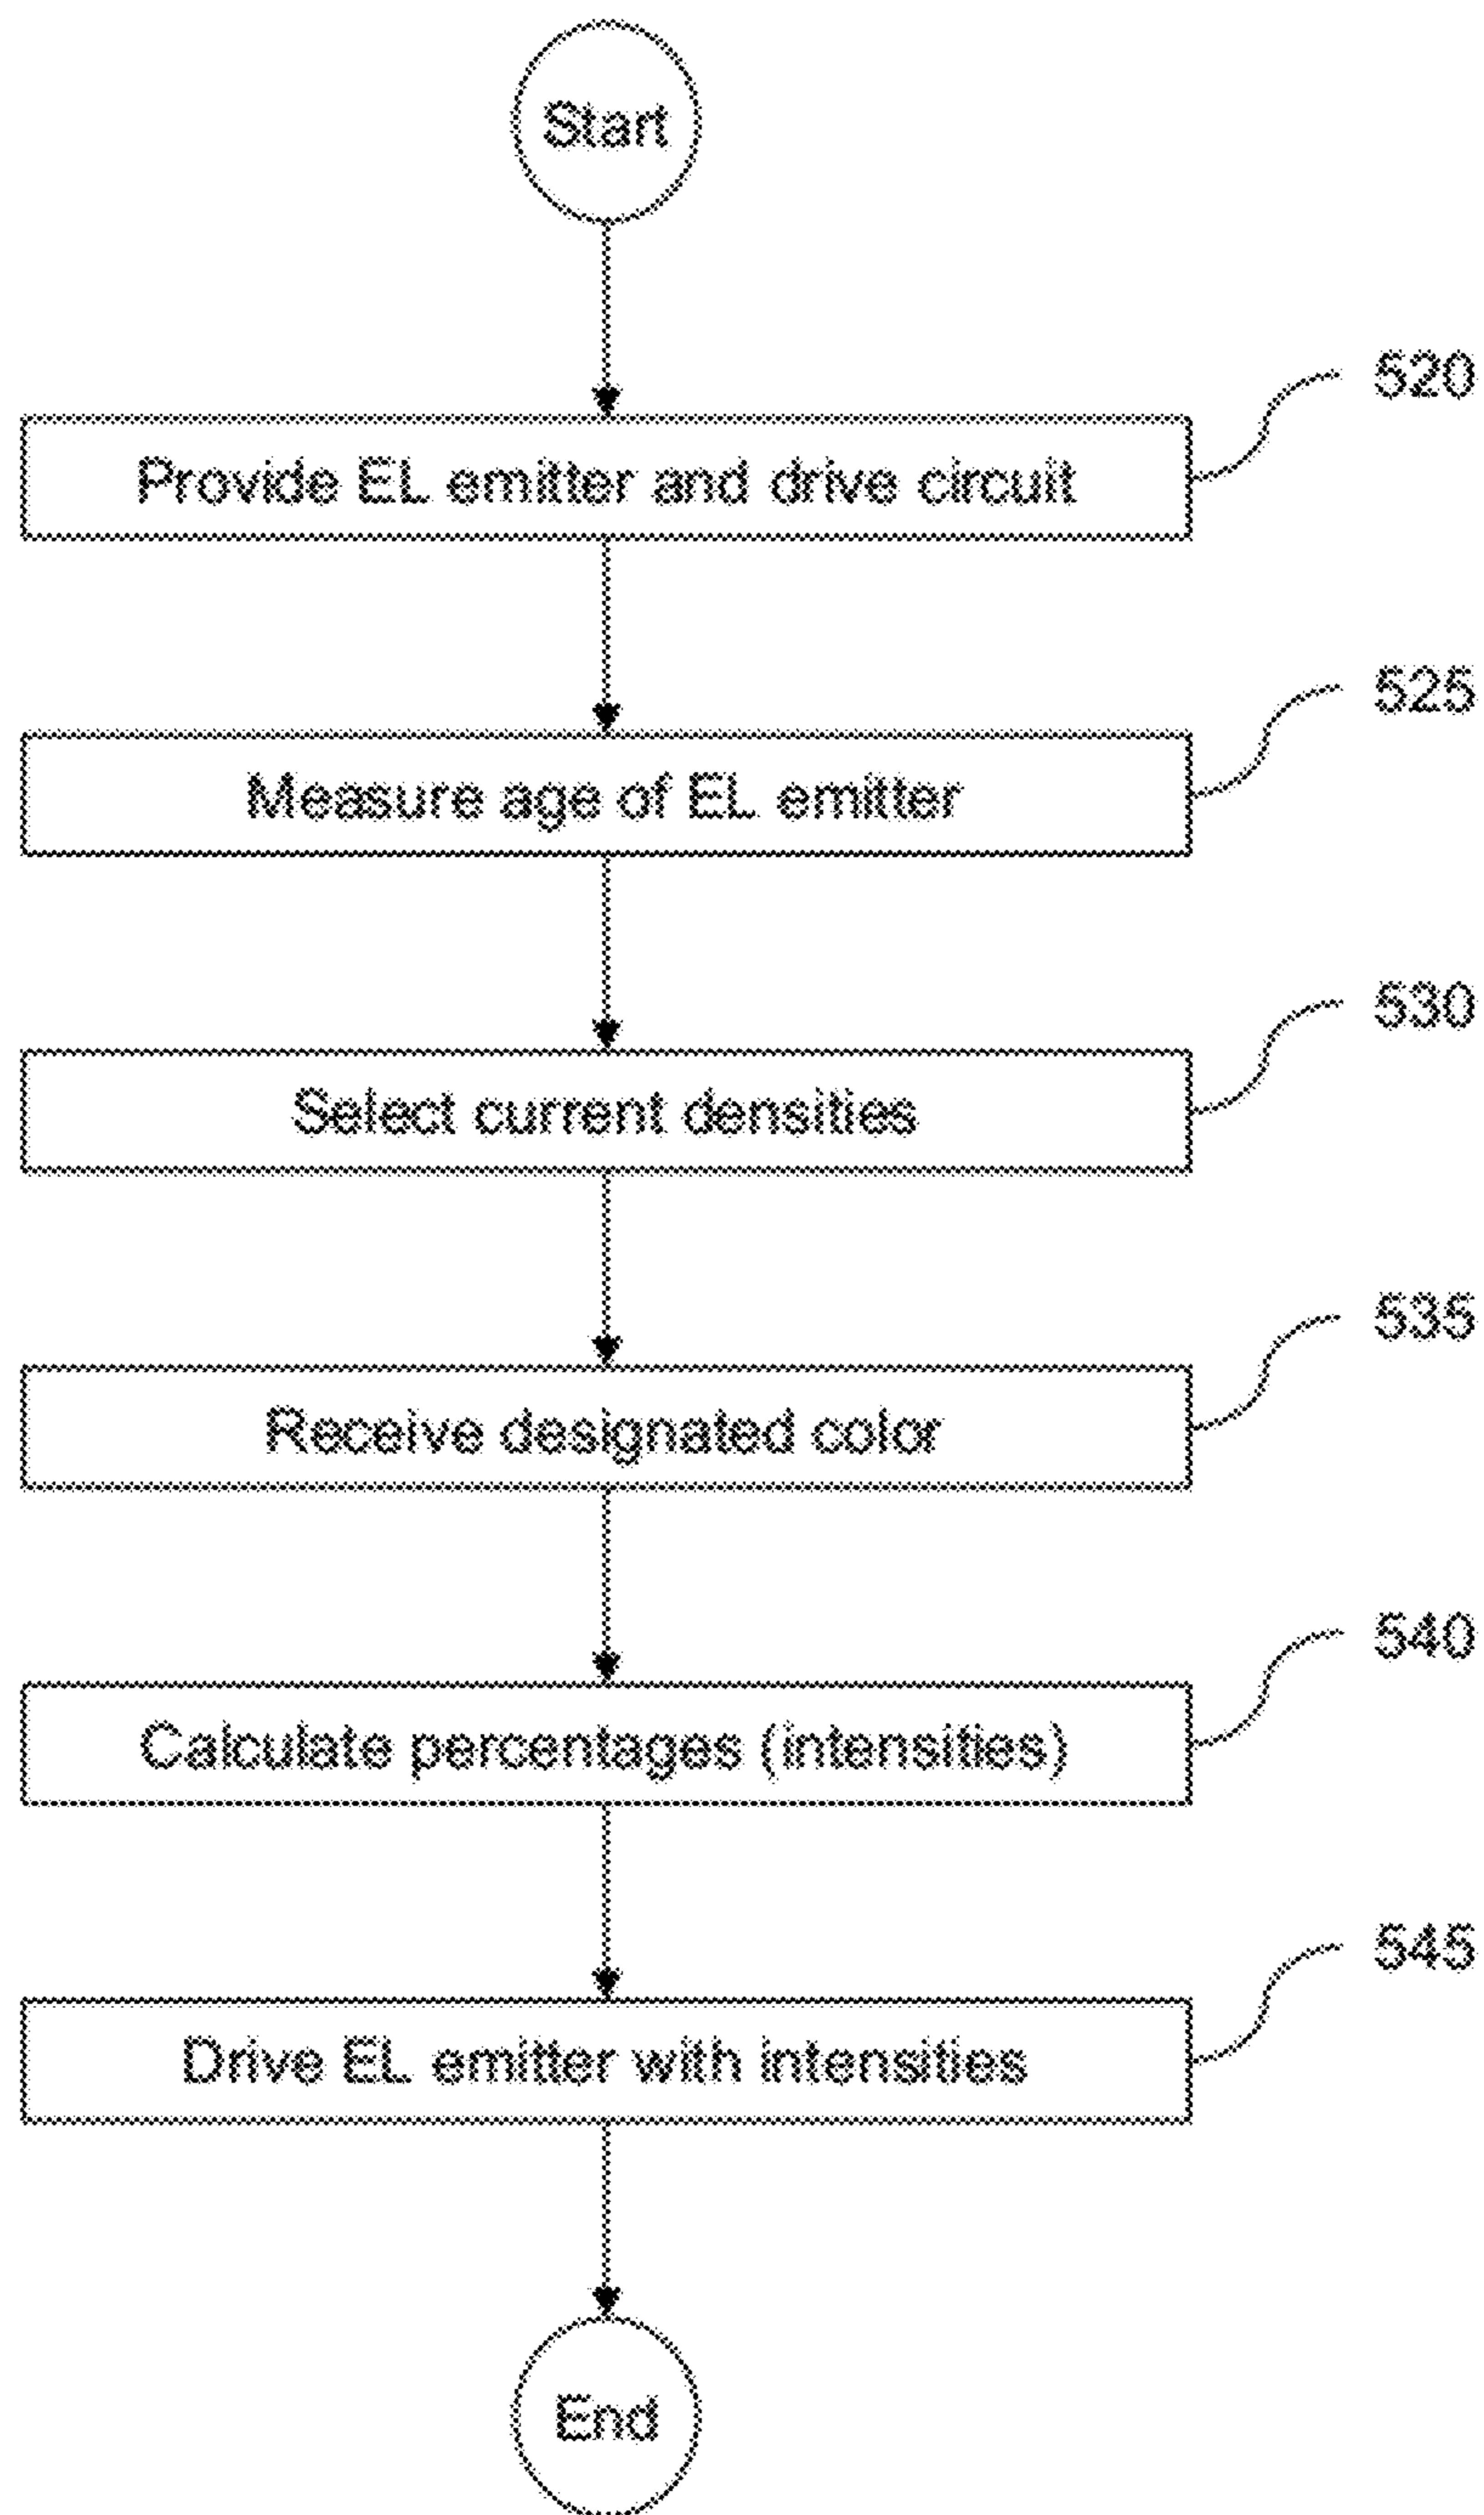 Start
520
Provide EL emitter and drive circuit
525
Measure age of EL emitter
530
Select current densities
535
Receive designated color
540
Calculate percentages (intensities)
545
Drive EL emitter with intensities
End